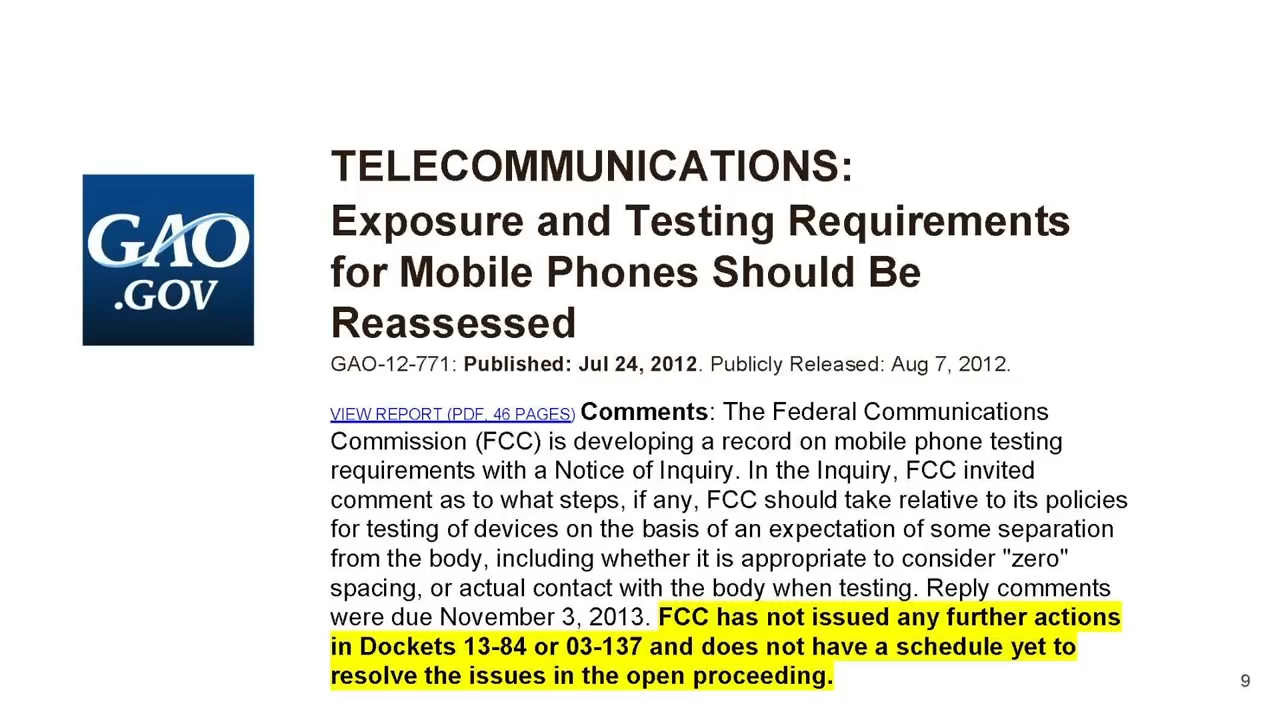 GAO
.GOV
TELECOMMUNICATIONS:
Exposure and Testing Requirements
for Mobile Phones Should Be
Reassessed
GAO-12-771: Published: Jul 24, 2012. Publicly Released: Aug 7, 2012.
VIEW REPORT (PDF, 46 PAGES) Comments: The Federal Communications
Commission (FCC) is developing a record on mobile phone testing
requirements with a Notice of Inquiry. In the Inquiry, FCC invited
comment as to what steps, if any, FCC should take relative to its policies
for testing of devices on the basis of an expectation of some separation
from the body, including whether it is appropriate to consider "zero"
spacing, or actual contact with the body when testing. Reply comments
were due November 3, 2013. FCC has not issued any further actions
in Dockets 13-84 or 03-137 and does not have a schedule yet to
resolve the issues in the open proceeding.
9